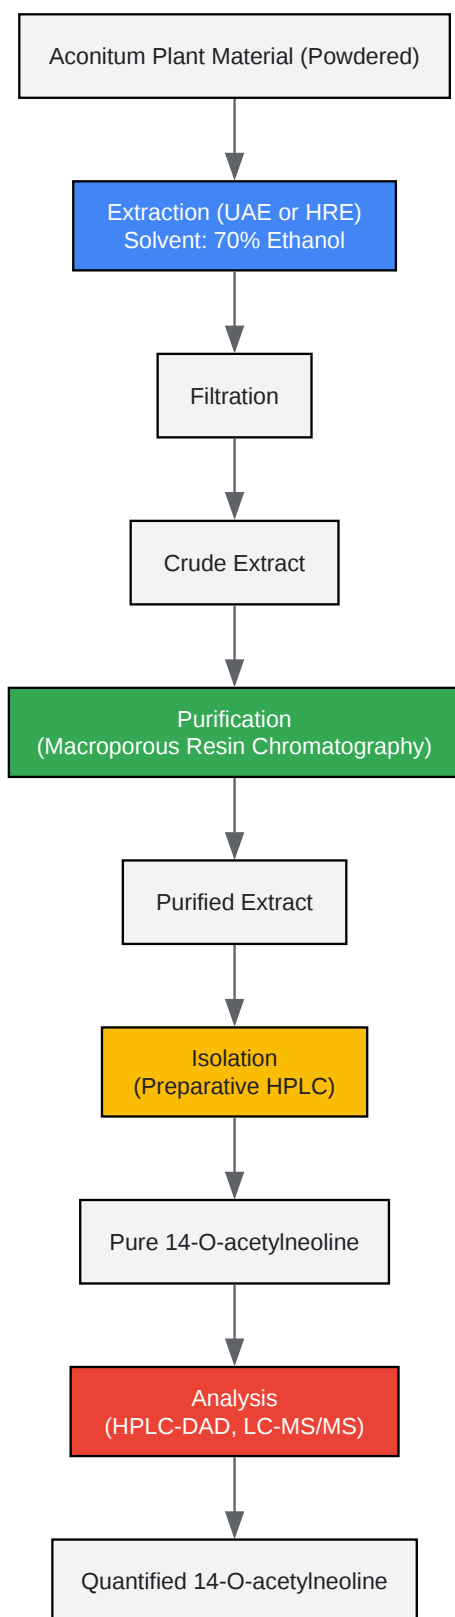 Aconitum Plant Material (Powdered)
Extraction (UAE or HRE)
Solvent: 70% Ethanol
Filtration
Crude Extract
Purification
(Macroporous Resin Chromatography)
Purified Extract
Isolation
(Preparative HPLC)
Pure 14-O-acetylneoline
Analysis
(HPLC-DAD, LC-MS/MS)
Quantified 14-O-acetylneoline